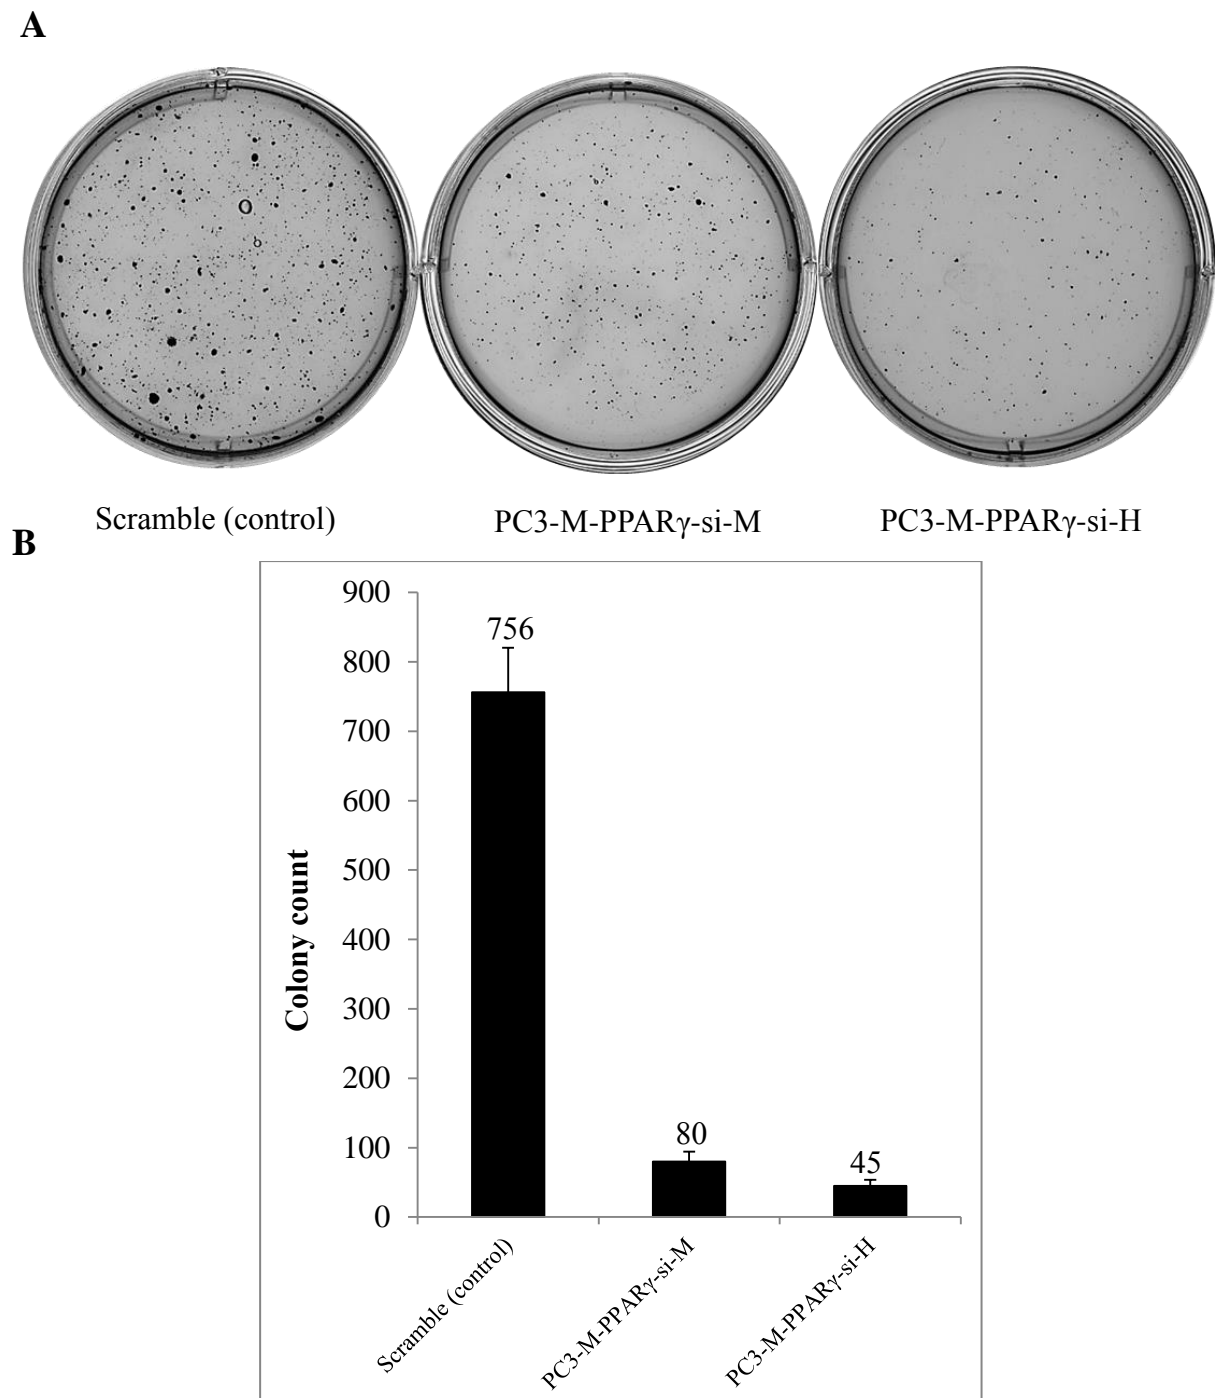 A
Scramble (control) PC3-M-PPARγ-si-M PC3-M-PPARγ-si-H
B
900
800
700
600
500
400
300
200
100
0
Colony count
756
80
45
Scramble (control)
PC3-M-PPARγ-si-M
PC3-M-PPARγ-si-H